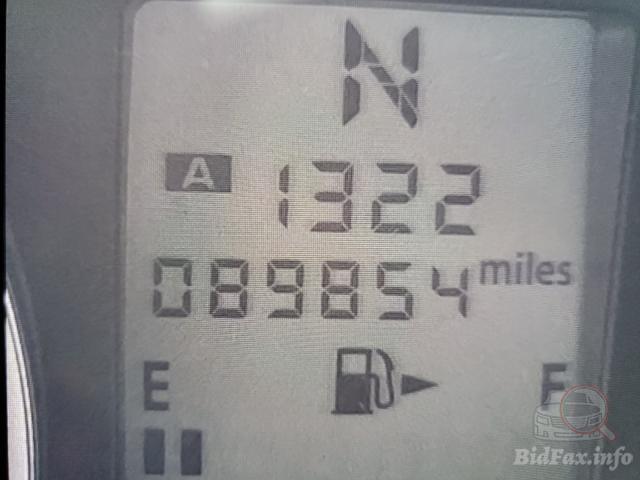 N
A 1322
089854 miles
E F
BidFax.info